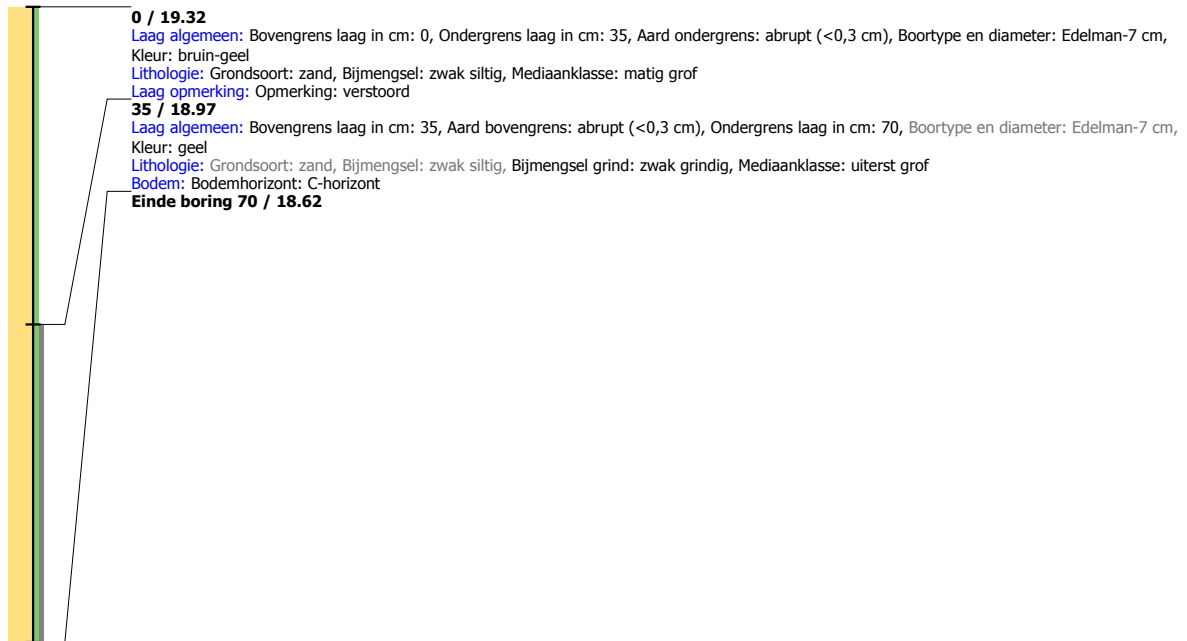 0 / 19.32
Laag algemeen: Bovengrens laag in cm: 0, Ondergrens laag in cm: 35, Aard ondergrens: abrupt (<0,3 cm), Boortype en diameter: Edelman-7 cm,
Kleur: bruin-geel
Lithologie: Grondsoort: zand, Bijmengsel: zwak siltig, Mediaanklasse: matig grof
Laag opmerking: Opmerking: verstoord
35 / 18.97
Laag algemeen: Bovengrens laag in cm: 35, Aard bovengrens: abrupt (<0,3 cm), Ondergrens laag in cm: 70, Boortype en diameter: Edelman-7 cm,
Kleur: geel
Lithologie: Grondsoort: zand, Bijmengsel: zwak siltig, Bijmengsel grind: zwak grindig, Mediaanklasse: uiterst grof
Bodem: Bodemhorizont: C-horizont
Einde boring 70 / 18.62